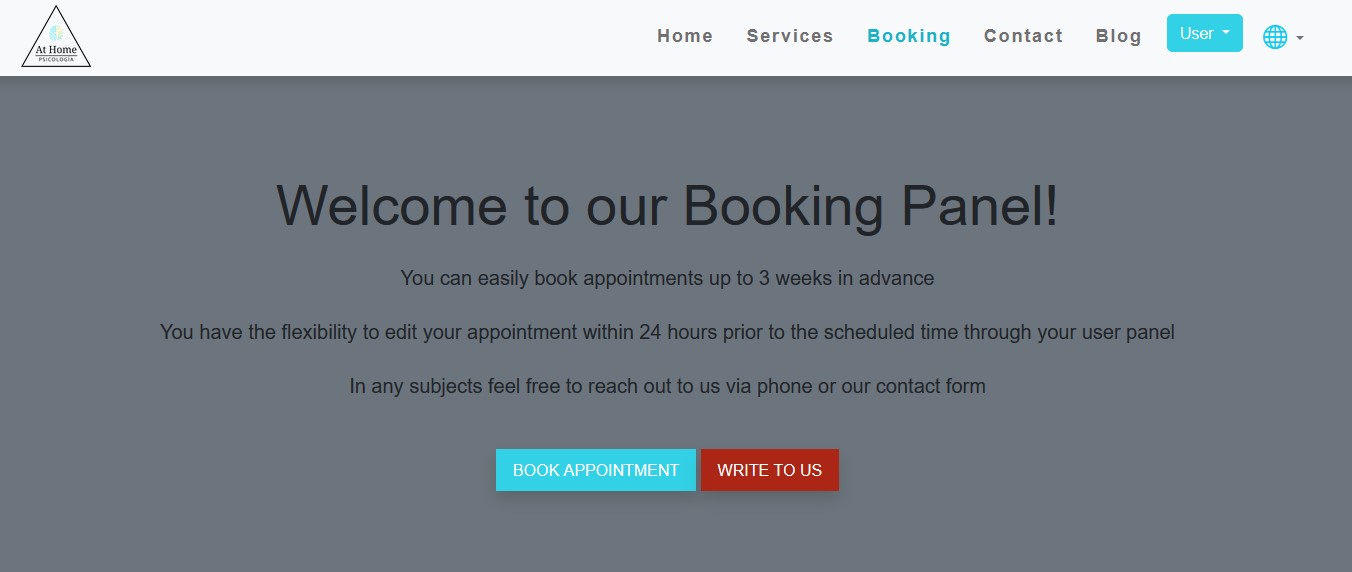 At Home
PSICOLOGÍA
Home Services Booking Contact Blog User
Welcome to our Booking Panel!
You can easily book appointments up to 3 weeks in advance
You have the flexibility to edit your appointment within 24 hours prior to the scheduled time through your user panel
In any subjects feel free to reach out to us via phone or our contact form
BOOK APPOINTMENT WRITE TO US